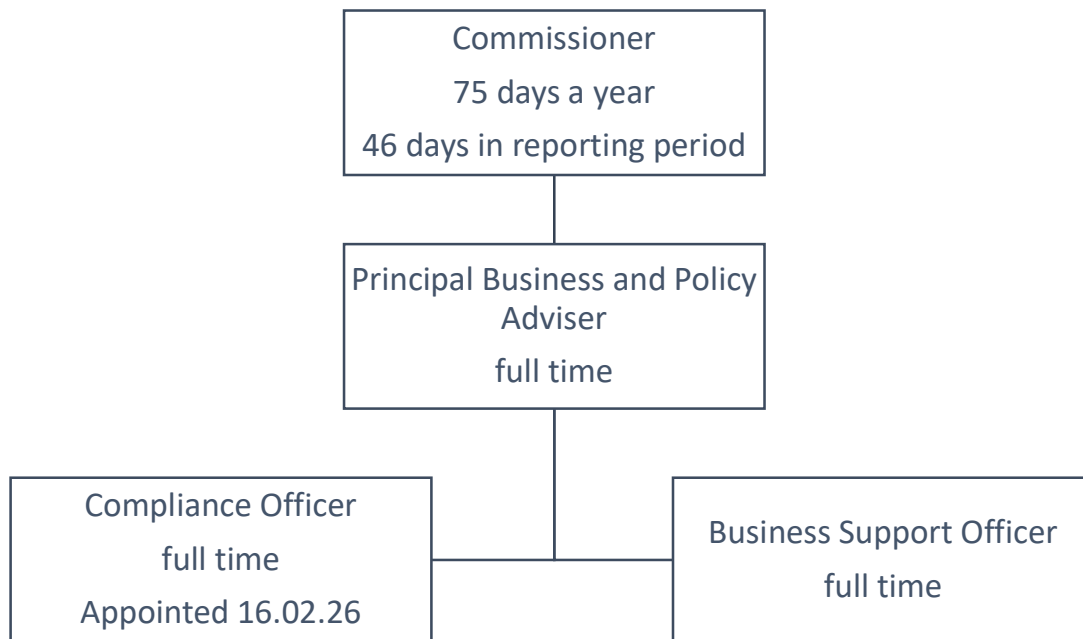 Commissioner
75 days a year
46 days in reporting period
Principal Business and Policy
Adviser
full time
Compliance Officer
full time
Appointed 16.02.26
Business Support Officer
full time